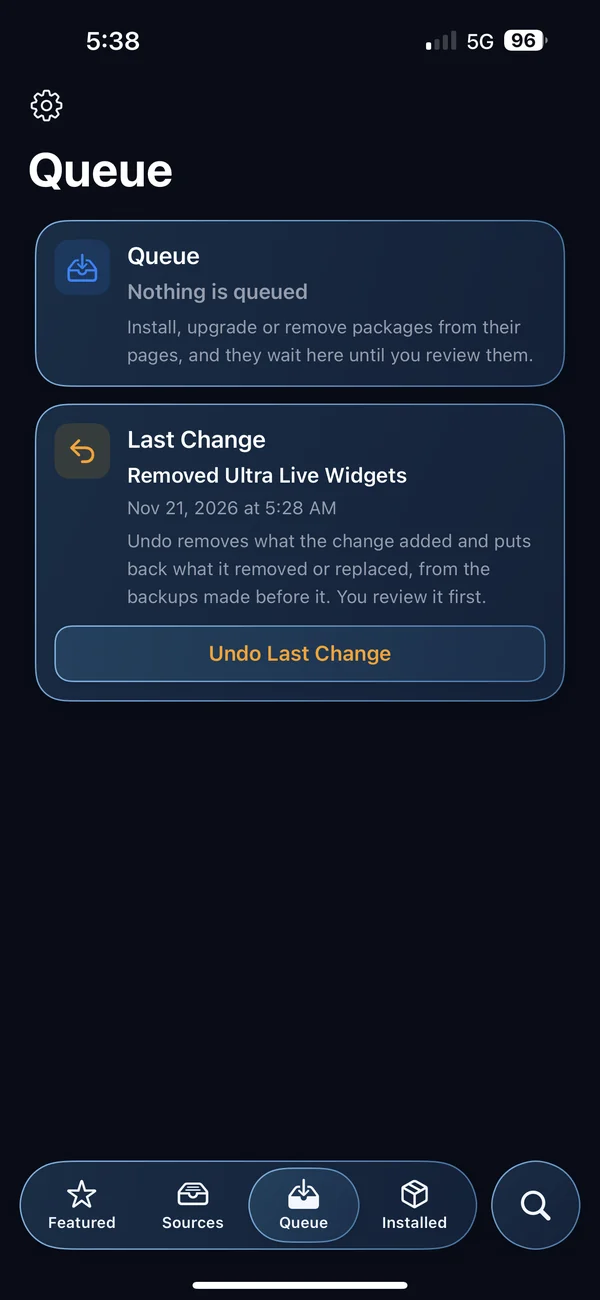 5:38
5G
96
Queue
Queue
Nothing is queued
Install, upgrade or remove packages from their
pages, and they wait here until you review them.
Last Change
Removed Ultra Live Widgets
Nov 21, 2026 at 5:28 AM
Undo removes what the change added and puts
back what it removed or replaced, from the
backups made before it. You review it first.
Undo Last Change
Featured
Sources
Queue
Installed